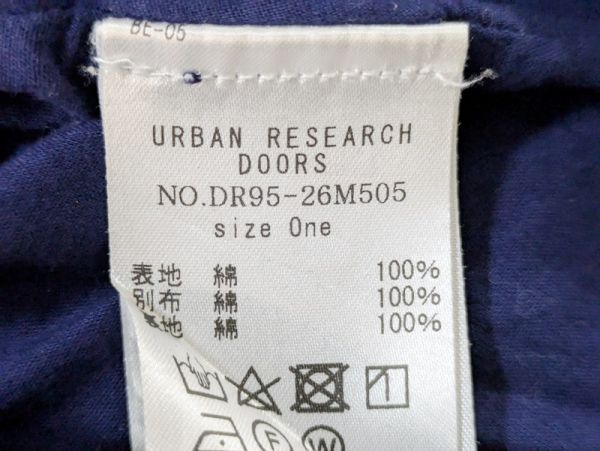 BE-05
URBAN RESEARCH
DOORS
NO.DR95-26M505
size One
表地 綿 100%
別布 綿 100%
裏地 綿 100%
F W